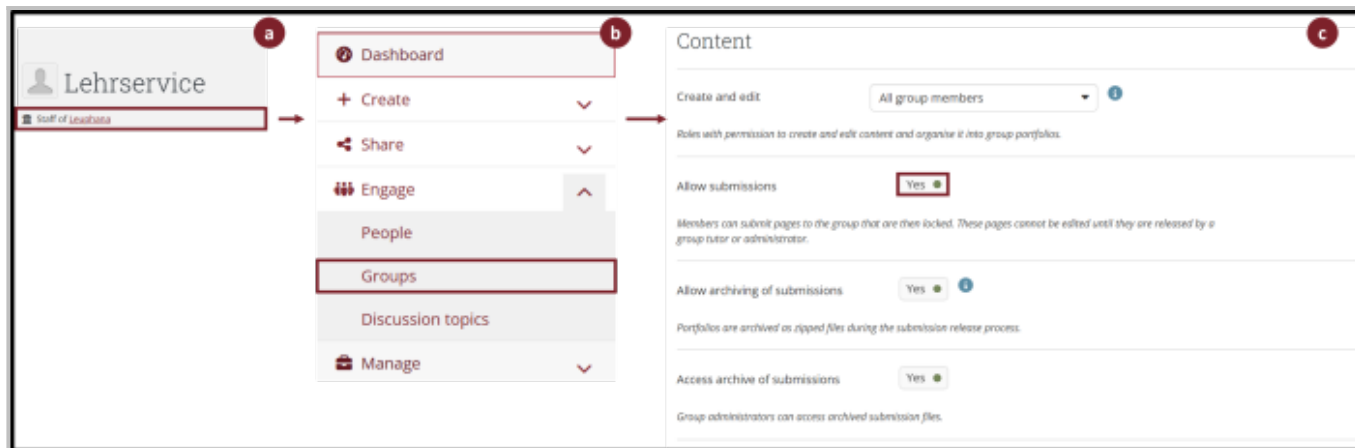 a
Lehrservice
Staff of Leuphana
b
Dashboard
Create
Share
Engage
People
Groups
Discussion topics
Manage
c
Content
Create and edit
All group members
Roles with permission to create and edit content and organise it into group portfolios.
Allow submissions
Yes
Members can submit pages to the group that are then locked. These pages cannot be edited until they are released by a
group tutor or administrator.
Allow archiving of submissions
Yes
Portfolios are archived as zipped files during the submission release process.
Access archive of submissions
Yes
Group administrators can access archived submission files.